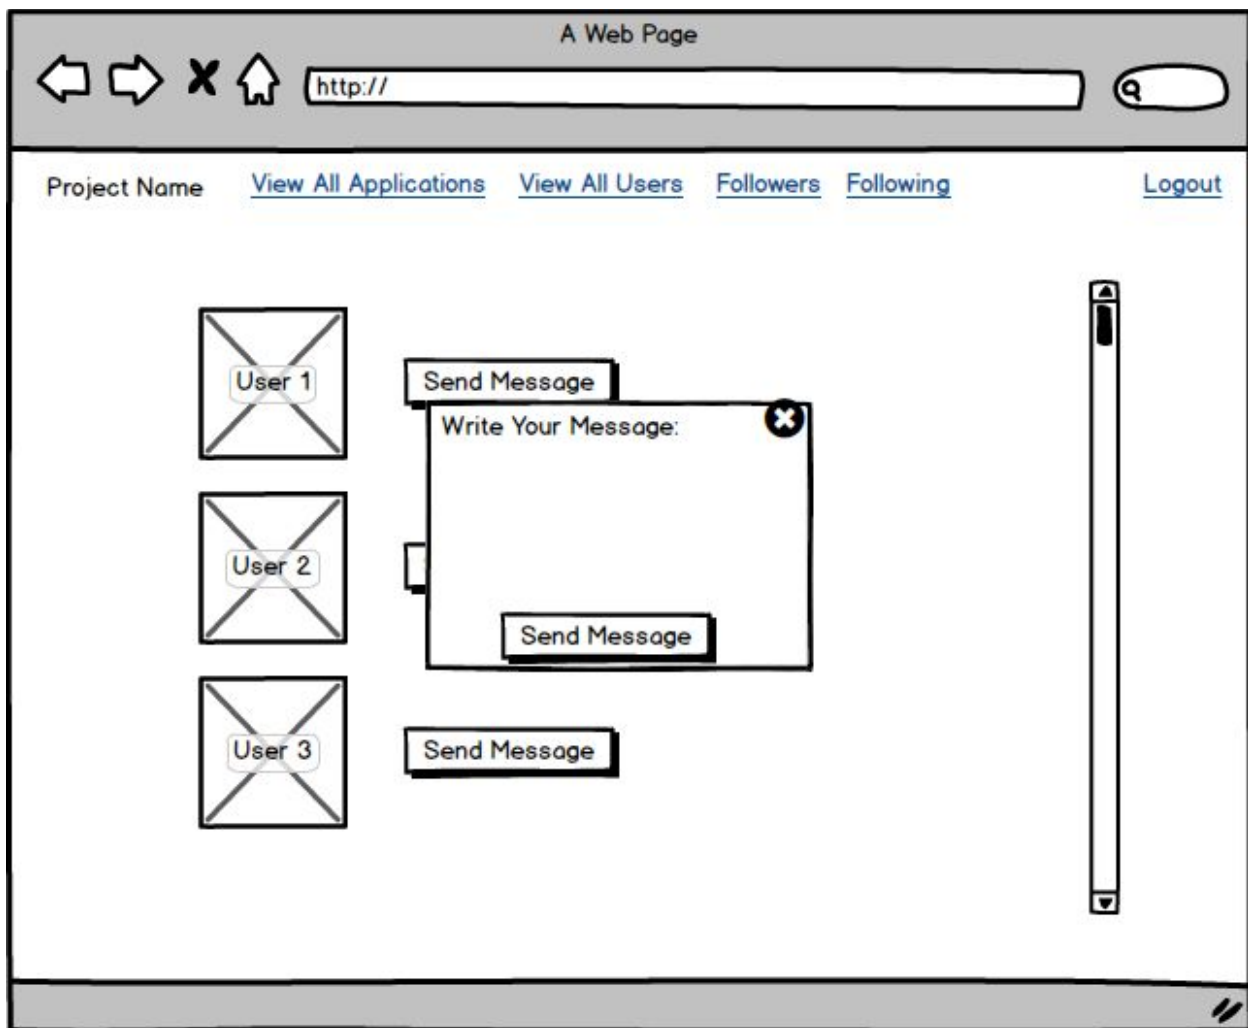 A Web Page
http://
Project Name View All Applications View All Users Followers Following Logout
User 1 Send Message
Write Your Message:
User 2
Send Message
User 3 Send Message